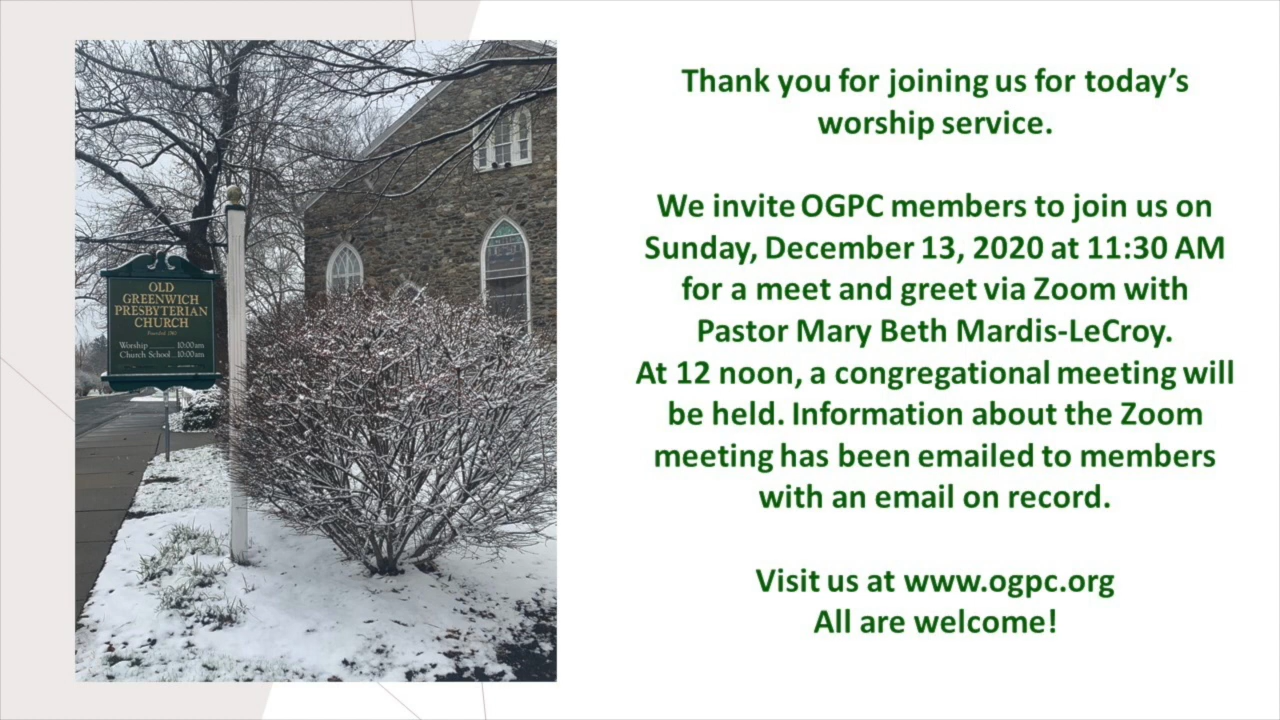 OLD
GREENWICH
PRESBYTERIAN
CHURCH
Worship ........ 10:00am
Church School .. 10:00am
Thank you for joining us for today's
worship service.
We invite OGPC members to join us on
Sunday, December 13, 2020 at 11:30 AM
for a meet and greet via Zoom with
Pastor Mary Beth Mardis-LeCroy.
At 12 noon, a congregational meeting will
be held. Information about the Zoom
meeting has been emailed to members
with an email on record.
Visit us at www.ogpc.org
All are welcome!